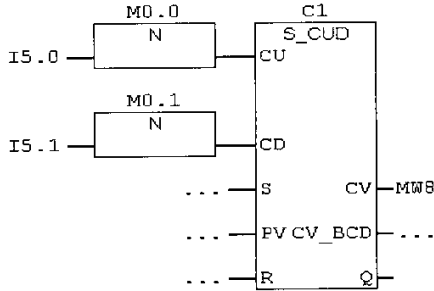 M0.0 C1
N S_CUD
I5.0 CU
M0.1
N
I5.1 CD
... S CV MW8
... PV CV_BCD ...
... R Q